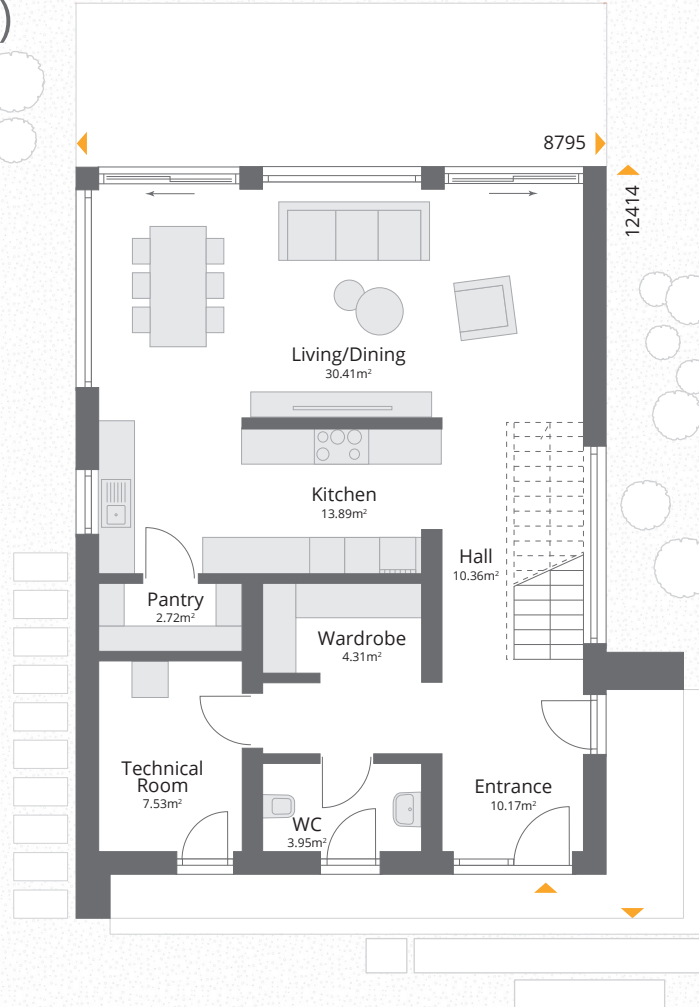 )
8795
12414
Living/Dining
30.41m²
Kitchen
13.89m²
Hall
10.36m²
Pantry
2.72m²
Wardrobe
4.31m²
Technical
Room
7.53m²
Entrance
10.17m²
WC
3.95m²